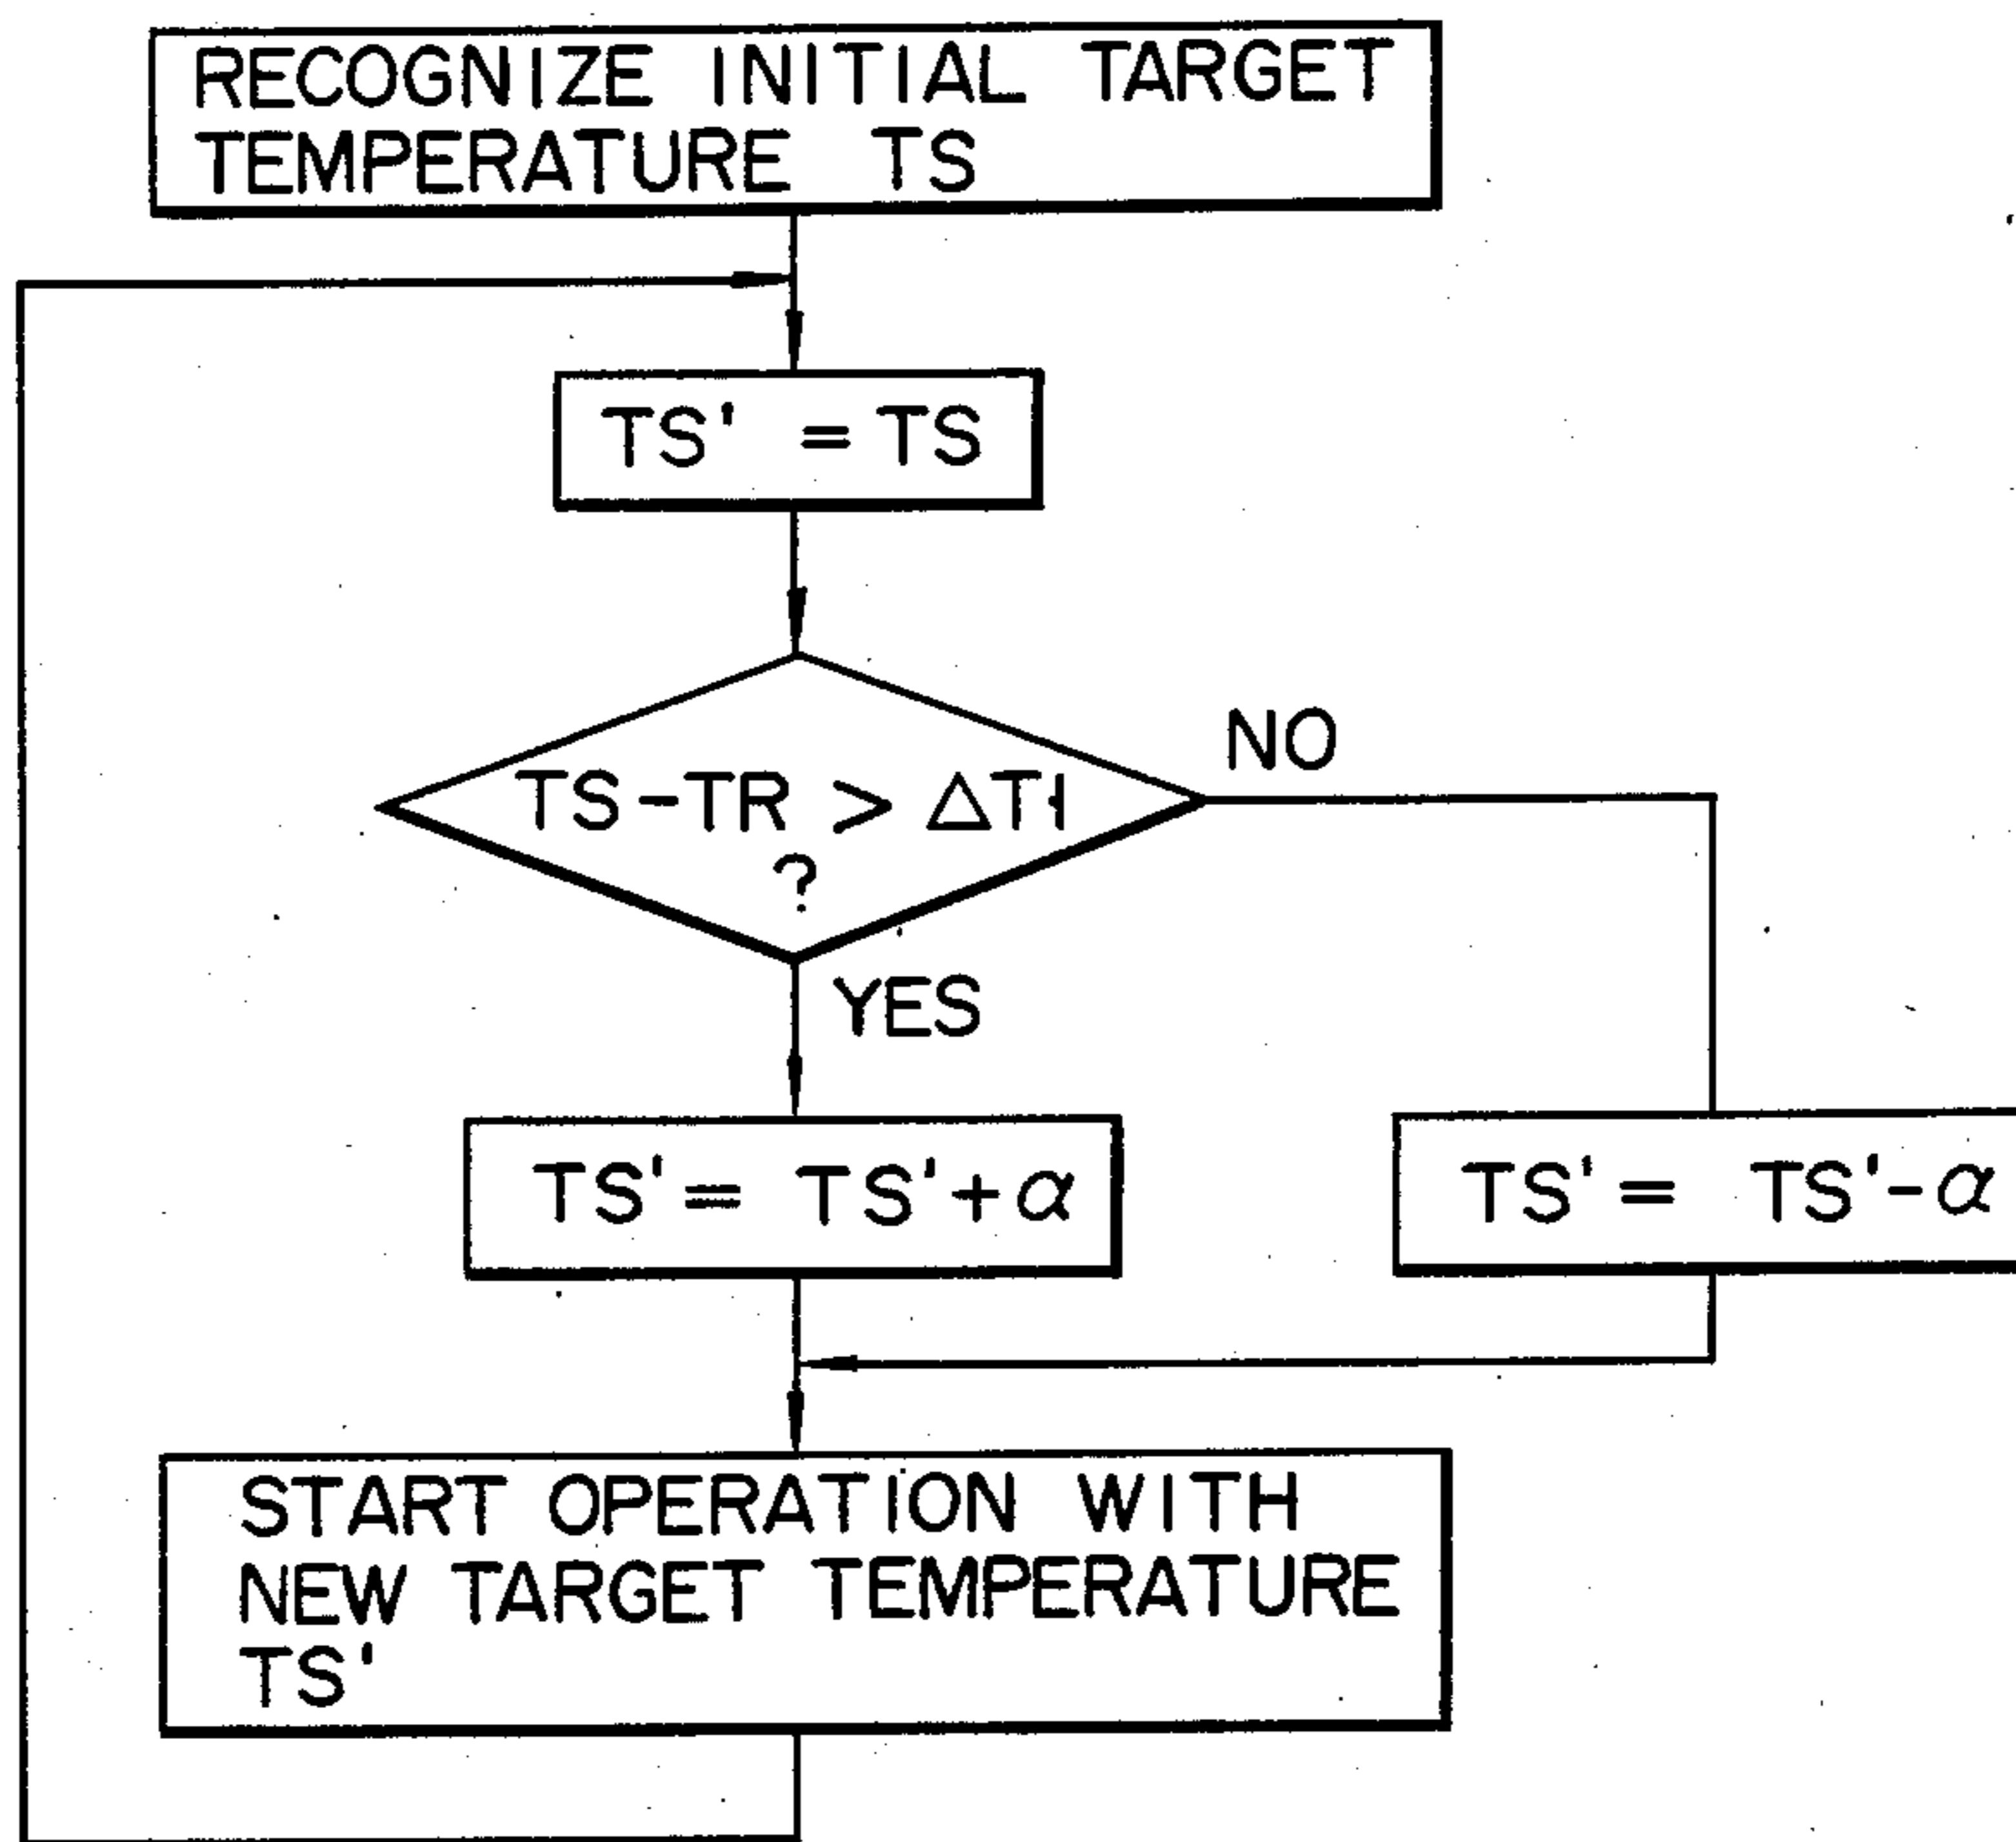 RECOGNIZE INITIAL TARGET
TEMPERATURE TS
TS' = TS
NO
TS-TR > ΔT1
?
YES
TS' = TS'+α
TS' = TS'-α
START OPERATION WITH
NEW TARGET TEMPERATURE
TS'